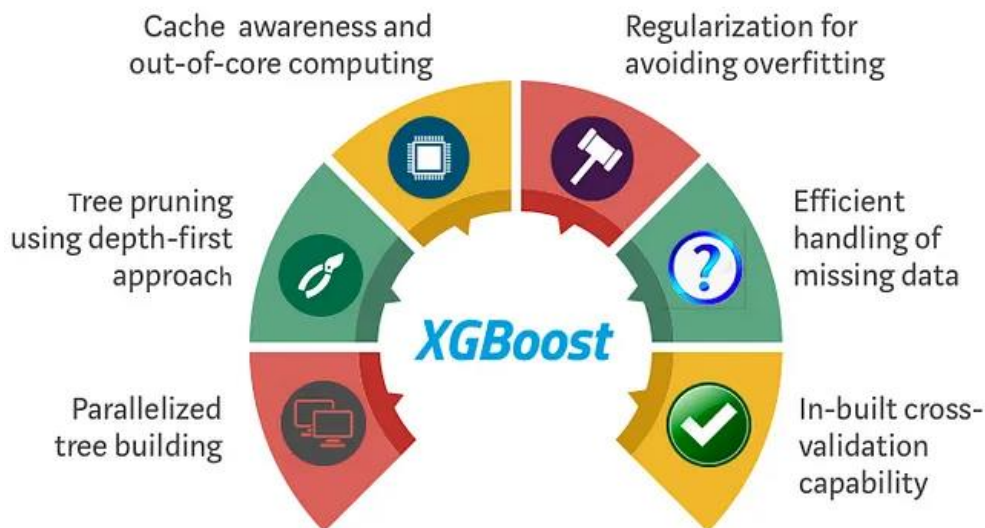 Cache awareness and
out-of-core computing
Regularization for
avoiding overfitting
Tree pruning
using depth-first
approach
Efficient
handling of
missing data
?
XGBoost
Parallelized
tree building
In-built cross-
validation
capability